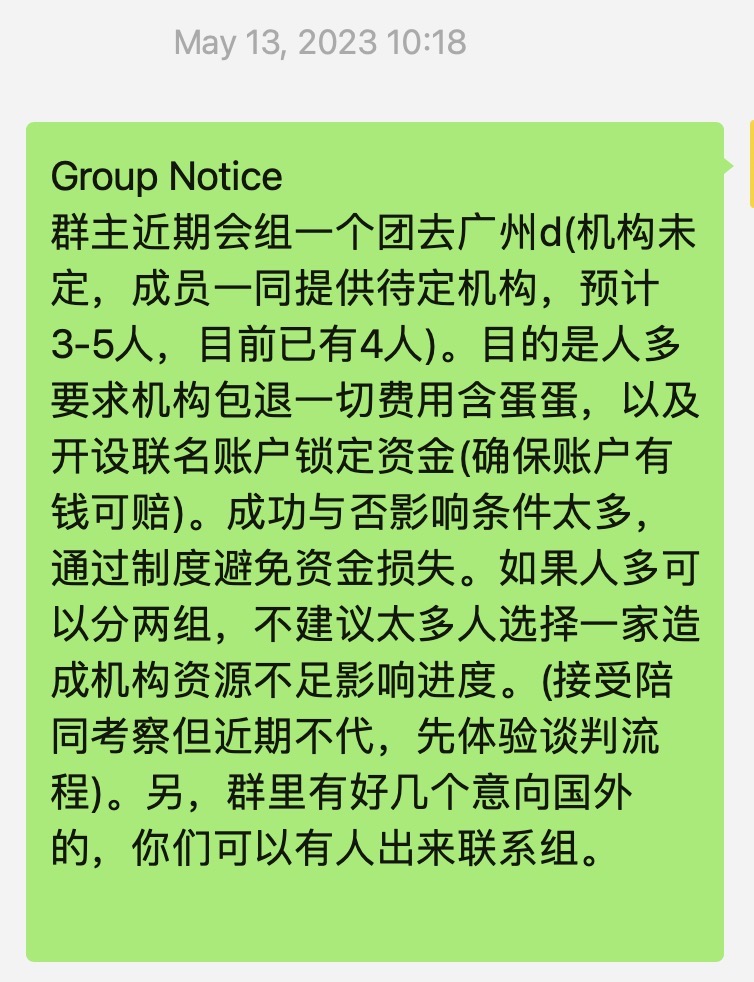 May 13, 2023 10:18
Group Notice
群主近期会组一个团去广州d(机构未
定，成员一同提供待定机构，预计
3-5人，目前已有4人)。目的是人多
要求机构包退一切费用含蛋蛋，以及
开设联名账户锁定资金(确保账户有
钱可赔)。成功与否影响条件太多，
通过制度避免资金损失。如果人多可
以分两组，不建议太多人选择一家造
成机构资源不足影响进度。(接受陪
同考察但近期不代，先体验谈判流
程)。另，群里有好几个意向国外
的，你们可以有人出来联系组。